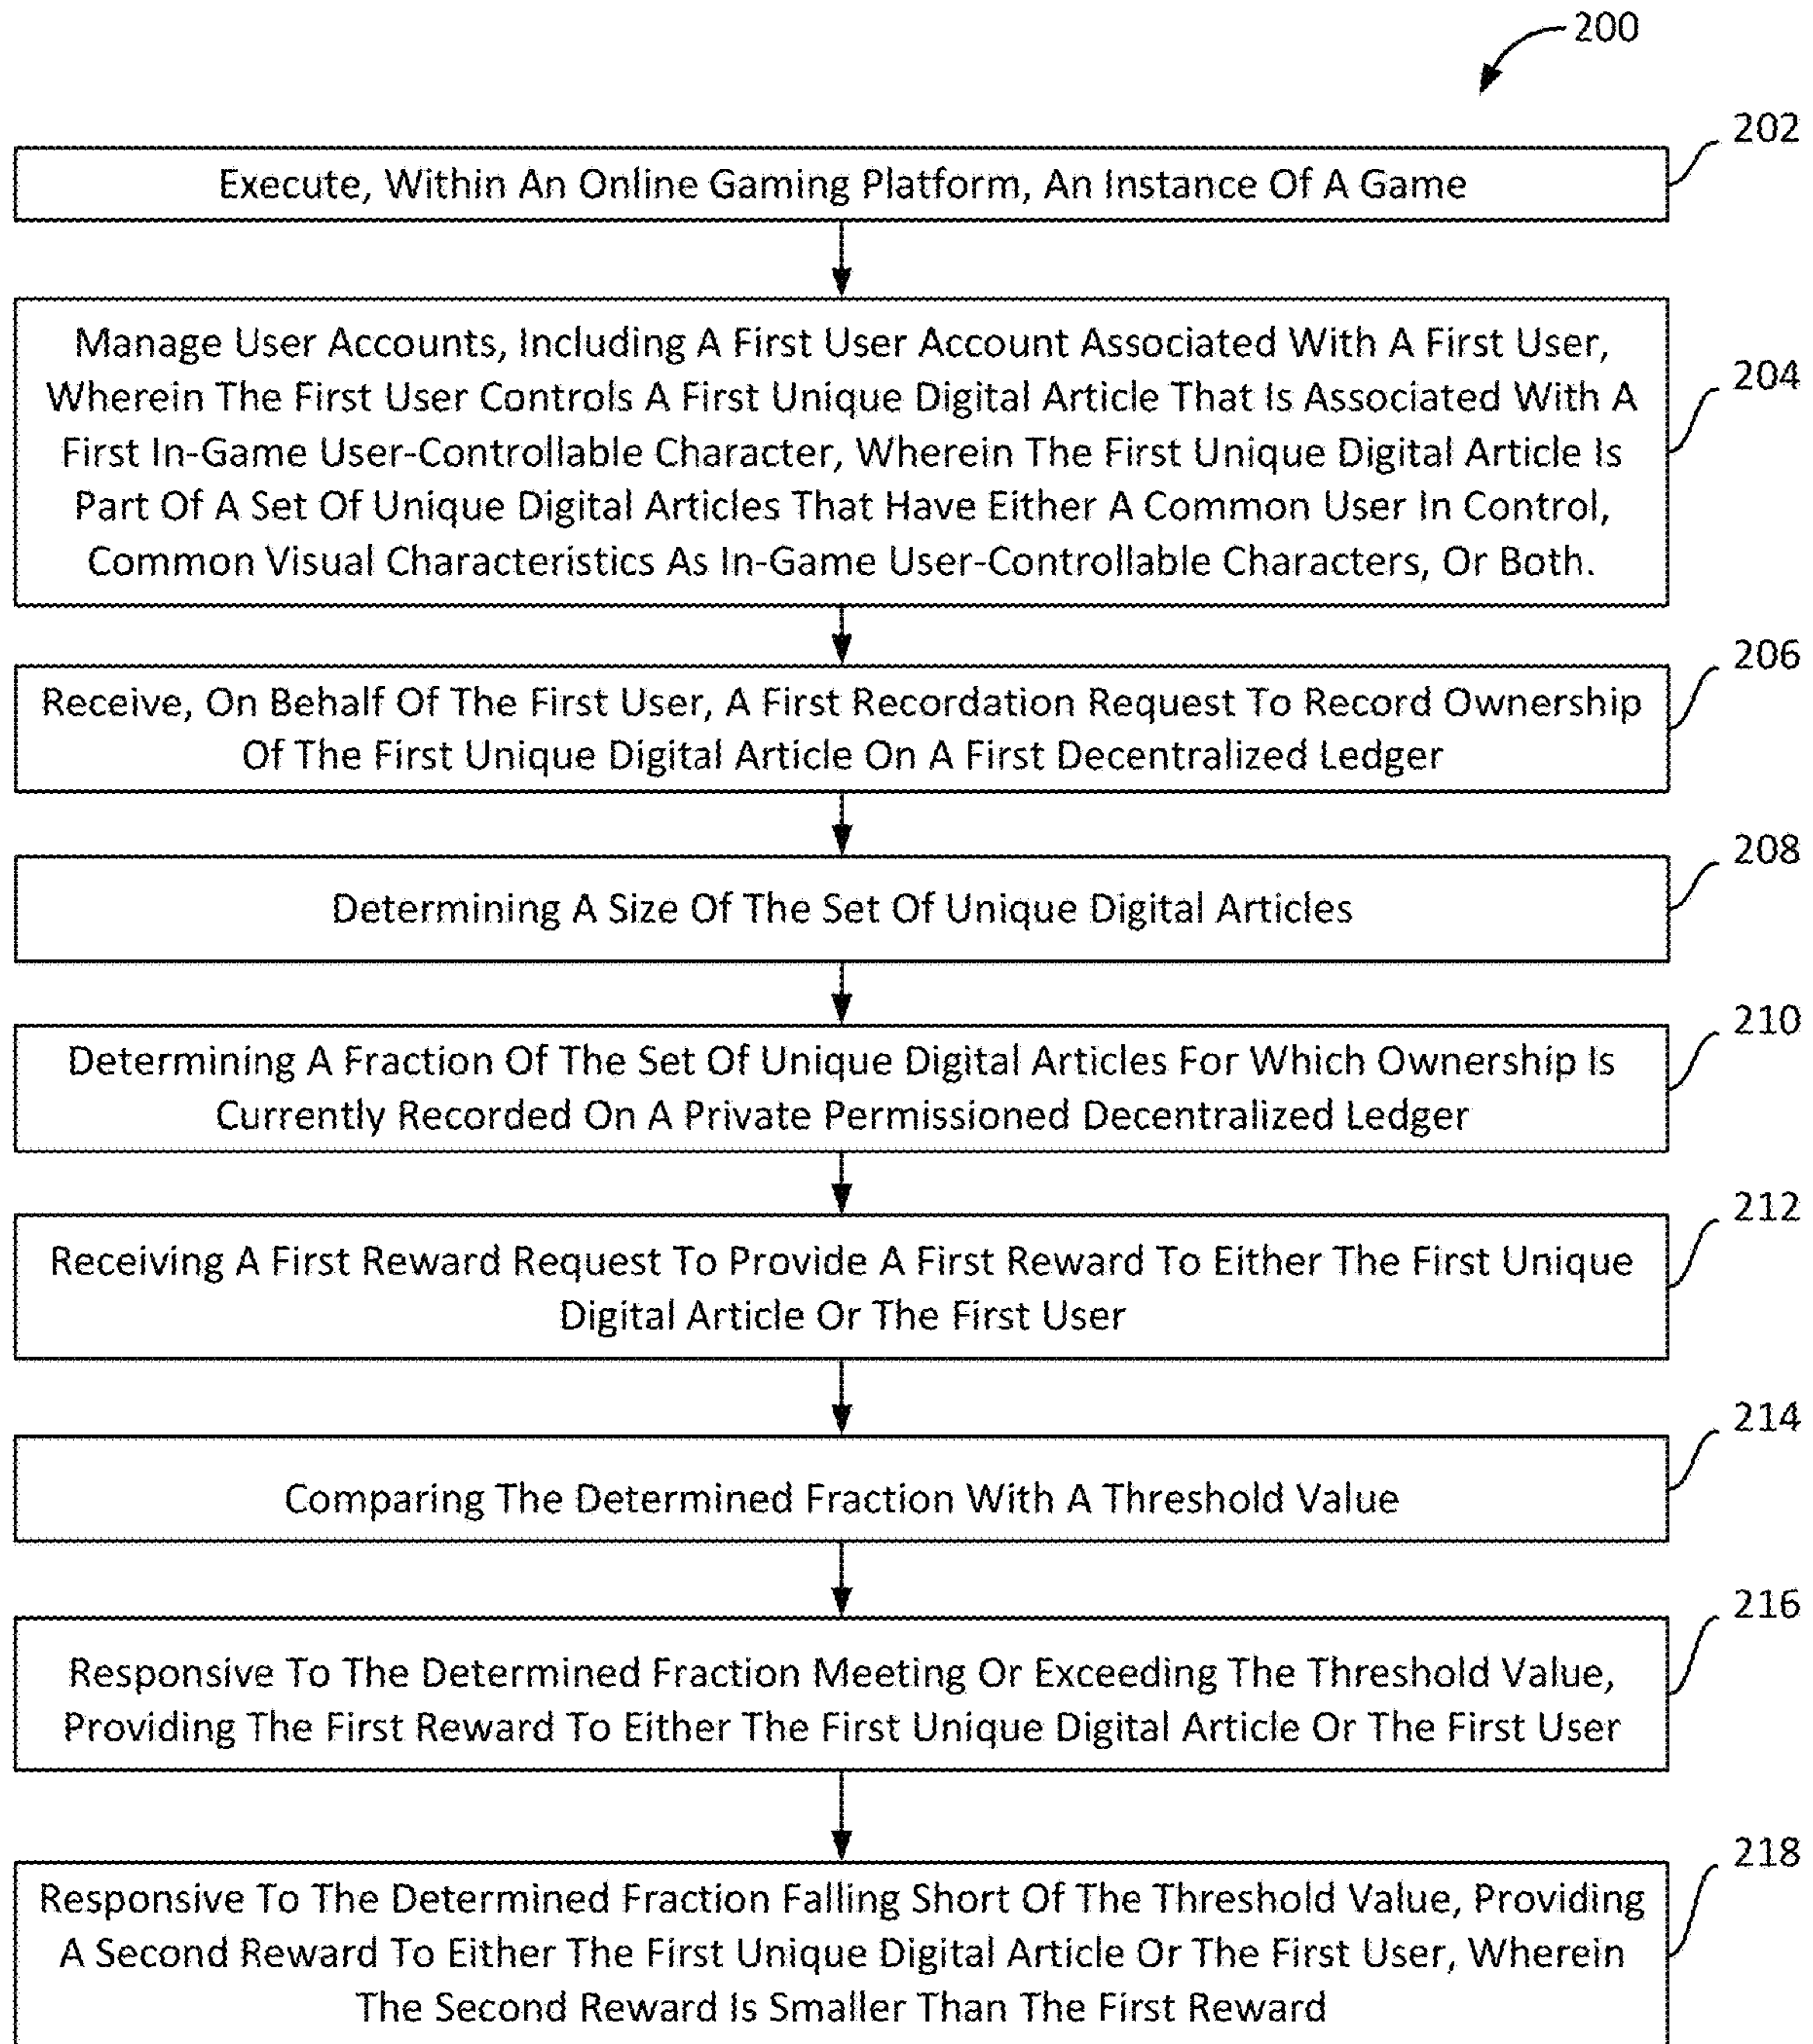 200
202
Execute, Within An Online Gaming Platform, An Instance Of A Game
Manage User Accounts, Including A First User Account Associated With A First User,
Wherein The First User Controls A First Unique Digital Article That Is Associated With A
First In-Game User-Controllable Character, Wherein The First Unique Digital Article Is
Part Of A Set Of Unique Digital Articles That Have Either A Common User In Control,
Common Visual Characteristics As In-Game User-Controllable Characters, Or Both.
204
206
Receive, On Behalf Of The First User, A First Recordation Request To Record Ownership
Of The First Unique Digital Article On A First Decentralized Ledger
208
Determining A Size Of The Set Of Unique Digital Articles
210
Determining A Fraction Of The Set Of Unique Digital Articles For Which Ownership Is
Currently Recorded On A Private Permissioned Decentralized Ledger
212
Receiving A First Reward Request To Provide A First Reward To Either The First Unique
Digital Article Or The First User
214
Comparing The Determined Fraction With A Threshold Value
216
Responsive To The Determined Fraction Meeting Or Exceeding The Threshold Value,
Providing The First Reward To Either The First Unique Digital Article Or The First User
218
Responsive To The Determined Fraction Falling Short Of The Threshold Value, Providing
A Second Reward To Either The First Unique Digital Article Or The First User, Wherein
The Second Reward Is Smaller Than The First Reward